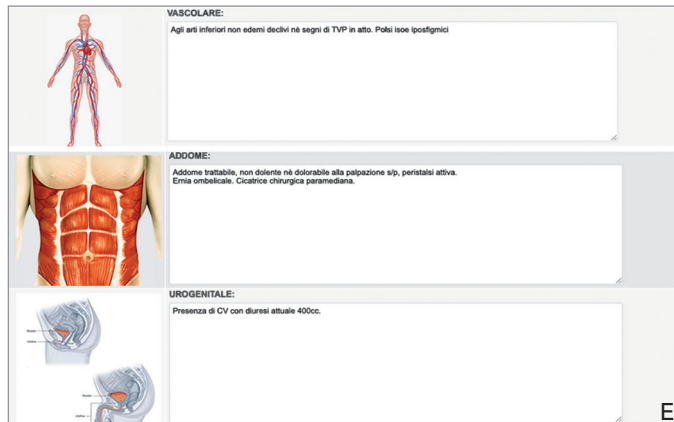 VASCOLARE:
Agli arti inferiori non edemi declivi nè segni di TVP in atto. Polsi isoe iposfigmici
ADDOME:
Addome trattabile, non dolente nè dolorabile alla palpazione s/p, peristalsi attiva.
Ernia ombelicale. Cicatrice chirurgica paramediana.
UROGENITALE:
Presenza di CV con diuresi attuale 400cc.
E